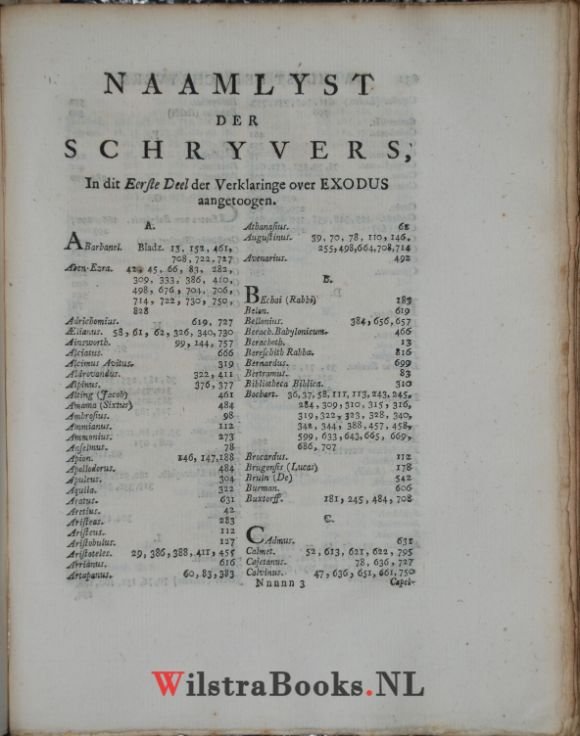 NAAMLYST
DER
SCHRYVERS,
In dit Eerste Deel der Verklaringe over EXODUS
aangetoogen.
A.
ABarbanel. Bladz. 13, 152, 461,
708, 722, 727
Aben-Ezra. 42, 45, 66, 83, 282,
309, 333, 386, 410,
498, 676, 704, 706,
714, 722, 730, 750,
828
Adrichomius. 619, 727
Ælianus. 58, 61, 62, 326, 340, 730
Ainsworth. 99, 144, 757
Alciatus. 666
Alcimus Avitus. 319
Aldrovandus. 322, 411
Alpinus. 376, 377
Alting (Jacob) 461
Amama (Sixtus) 484
Ambrosius. 98
Ammianus. 112
Ammonius. 273
Anselmus. 78
Apion. 146, 147, 188
Apollodorus. 484
Apuleus. 304
Aquila. 322
Aratus. 631
Aretius. 42
Aristeas. 283
Aristeus. 112
Aristobulus. 127
Aristoteles. 29, 386, 388, 411, 455
Arrianus. 616
Artapanus. 60, 83, 383
Athanasius. 61
Augustinus. 39, 70, 78, 110, 146,
255, 498, 664, 708, 714
Avenarius. 492
B.
BEchai (Rabbi) 185
Belon. 619
Bellonius. 384, 656, 657
Berach. Babylonicum. 466
Berachoth. 13
Bereschith Rabba. 816
Bernardus. 699
Bertramus. 83
Bibliotheca Biblica. 310
Bochart. 36, 37, 58, 111, 113, 243, 245,
284, 309, 310, 315, 316,
319, 322, 323, 328, 340,
342, 344, 388, 457, 458,
599, 633, 643, 665, 669,
686, 707
Brocardus. 112
Brugensis (Lucas) 178
Bruin (De) 542
Burman. 606
Buxtorff. 181, 245, 484, 708
C.
CAdmus. 631
Calmet. 52, 613, 621, 622, 795
Cajetanus. 78, 636, 727
Calvinus. 47, 636, 651, 661, 750
Nnnnn 3 Capel-
WilstraBooks.NL